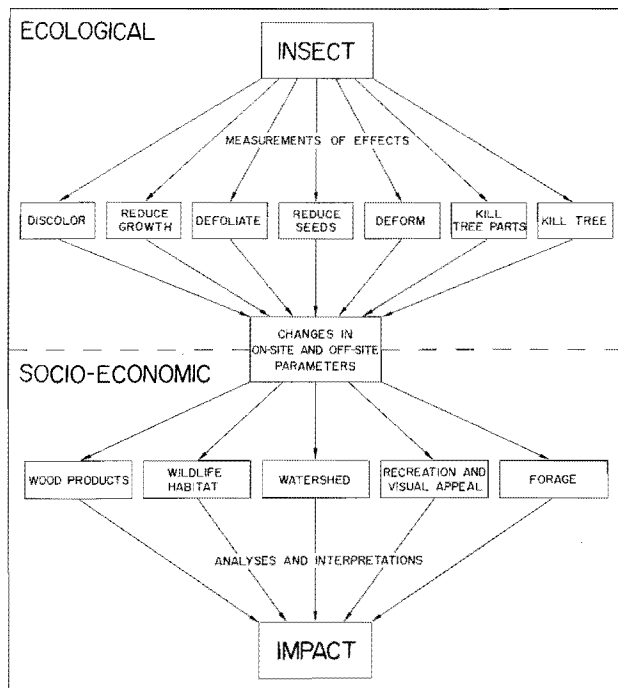 ECOLOGICAL
INSECT
MEASUREMENTS OF EFFECTS
DISCOLOR
REDUCE
GROWTH
DEFOLIATE
REDUCE
SEEDS
DEFORM
KILL
TREE PARTS
KILL TREE
CHANGES IN
ON-SITE AND OFF-SITE
PARAMETERS
SOCIO-ECONOMIC
WOOD PRODUCTS
WILDLIFE
HABITAT
WATERSHED
RECREATION AND
VISUAL APPEAL
FORAGE
ANALYSES AND INTERPRETATIONS
IMPACT